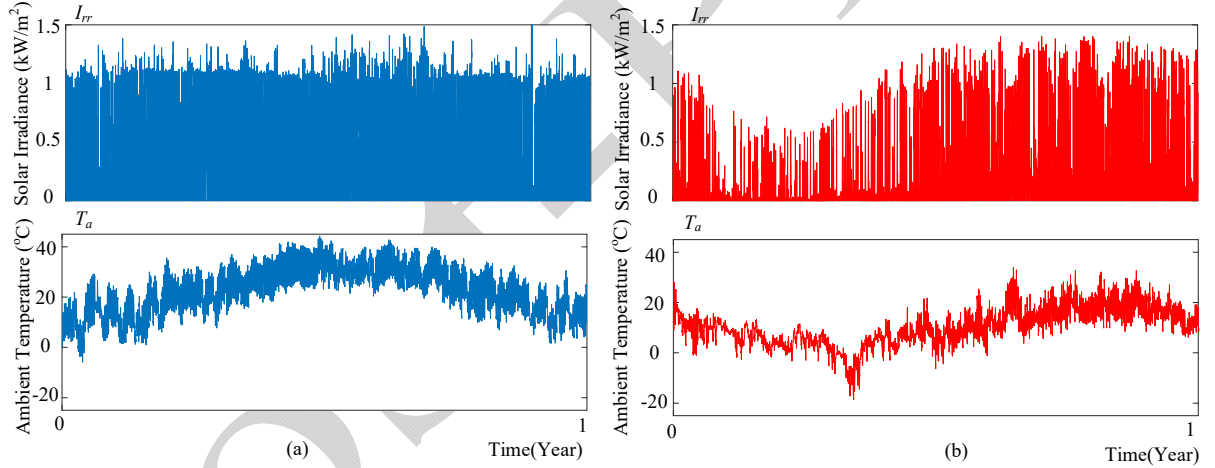 I_rr
Solar Irradiance (kW/m²)
1.5
1
0.5
0
T_a
Ambient Temperature (°C)
40
20
0
-20
0
1
(a)
Time(Year)
I_rr
Solar Irradiance (kW/m²)
1.5
1
0.5
0
T_a
Ambient Temperature (°C)
40
20
0
-20
0
1
(b)
Time(Year)